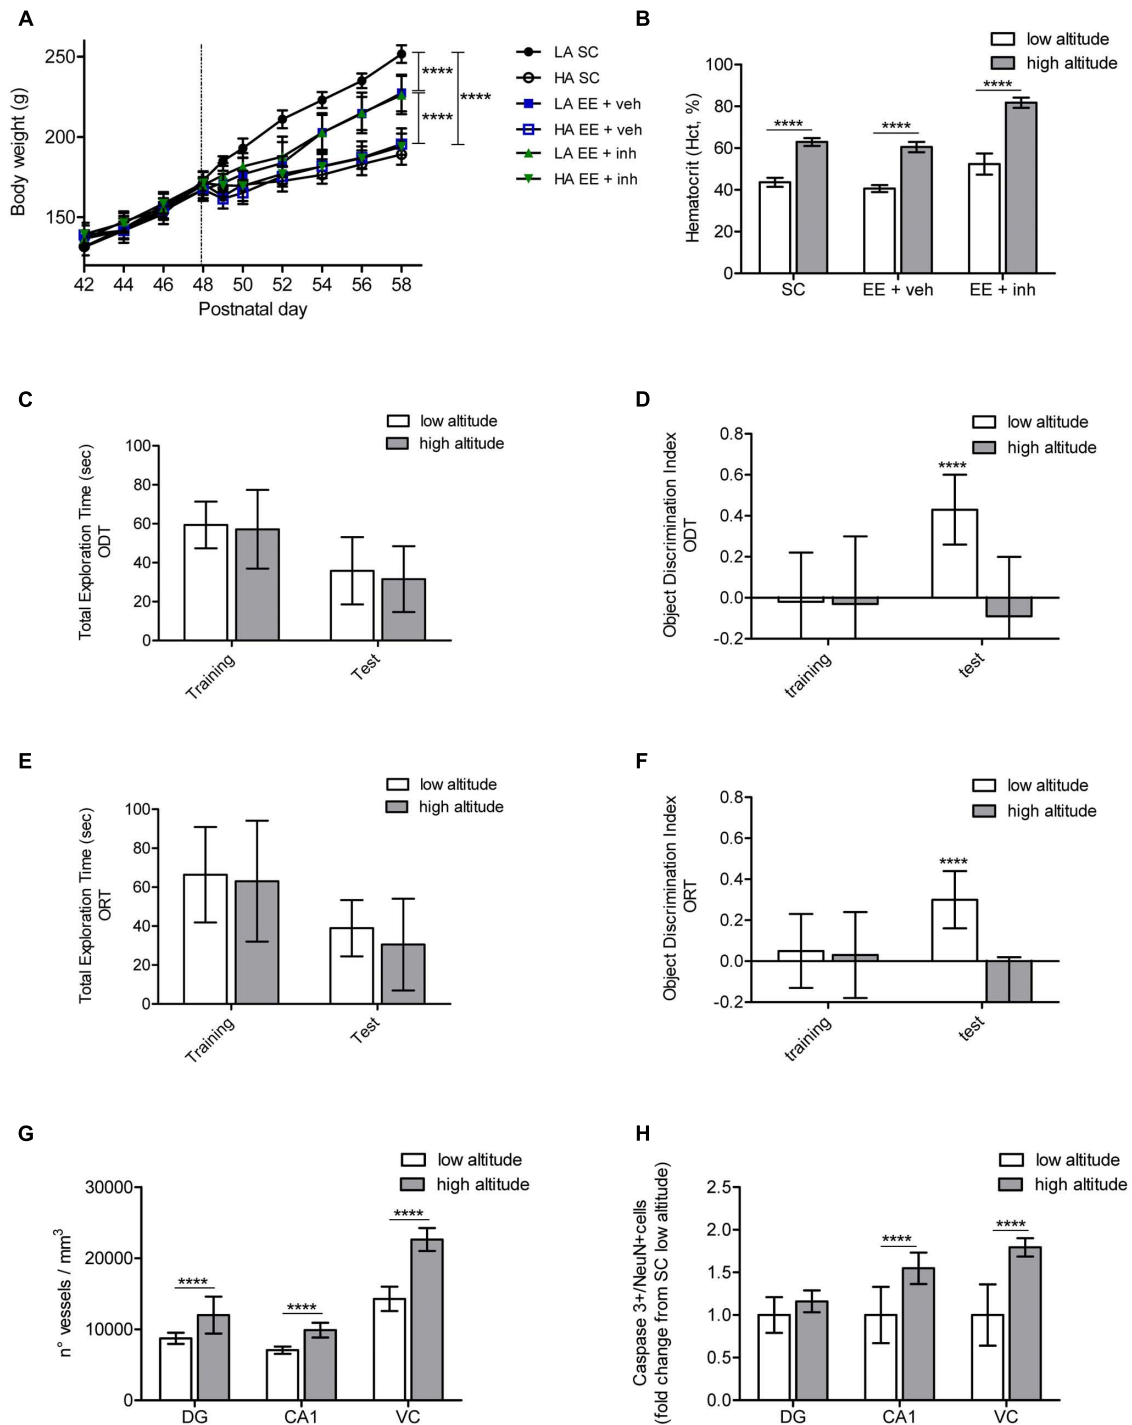 A
Body weight (g)
250
200
150
42 44 46 48 50 52 54 56 58
Postnatal day
****
****
****
LA SC
HA SC
LA EE + veh
HA EE + veh
LA EE + inh
HA EE + inh
B
low altitude
high altitude
Hematocrit (Hct, %)
100
80
60
40
20
0
****
****
****
SC EE + veh EE + inh
C
low altitude
high altitude
Total Exploration Time (sec)
ODT
100
80
60
40
20
0
Training Test
D
low altitude
high altitude
Object Discrimination Index
ODT
0.8
0.6
0.4
0.2
0.0
-0.2
****
training test
E
low altitude
high altitude
Total Exploration Time (sec)
ORT
100
80
60
40
20
0
Training Test
F
low altitude
high altitude
Object Discrimination Index
ORT
0.8
0.6
0.4
0.2
0.0
-0.2
****
training test
G
low altitude
high altitude
n° vessels / mm³
30000
20000
10000
0
****
****
****
DG CA1 VC
H
low altitude
high altitude
Caspase 3+/NeuN+cells
(fold change from SC low altitude)
2.5
2.0
1.5
1.0
0.5
0.0
****
****
DG CA1 VC